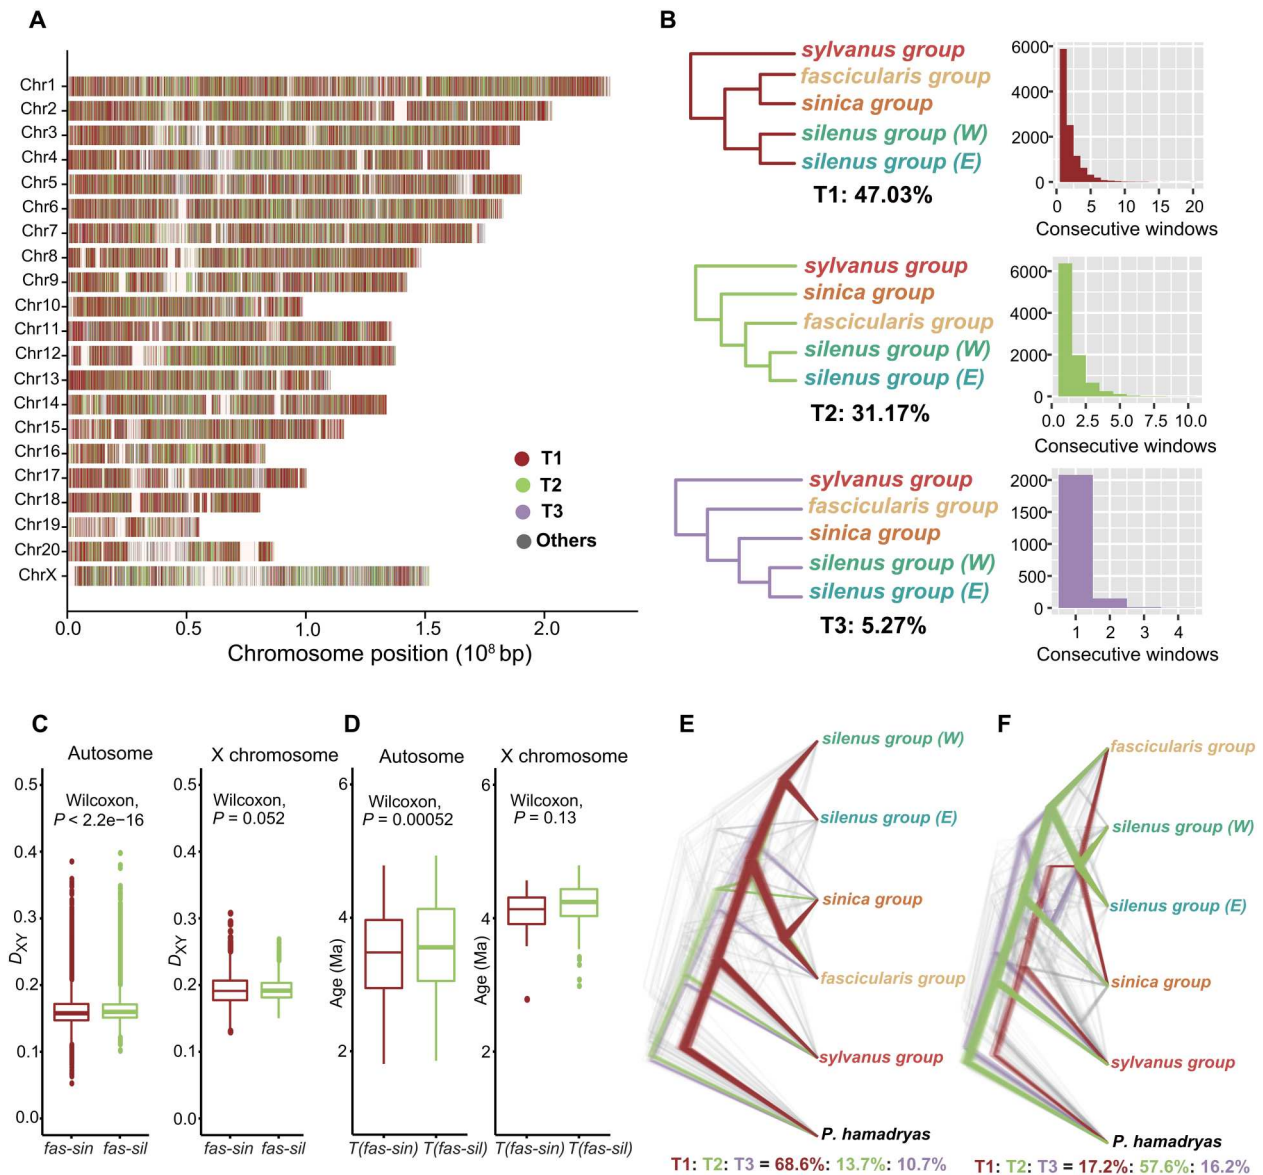 A
Chr1
Chr2
Chr3
Chr4
Chr5
Chr6
Chr7
Chr8
Chr9
Chr10
Chr11
Chr12
Chr13
Chr14
Chr15
Chr16
Chr17
Chr18
Chr19
Chr20
ChrX
T1
T2
T3
Others
0.0 0.5 1.0 1.5 2.0
Chromosome position (10⁸ bp)
B
sylvanus group
fascicularis group
sinica group
silenus group (W)
silenus group (E)
T1: 47.03%
6000
4000
2000
0
0 5 10 15 20
Consecutive windows
sylvanus group
sinica group
fascicularis group
silenus group (W)
silenus group (E)
T2: 31.17%
6000
4000
2000
0
0.0 2.5 5.0 7.5 10.0
Consecutive windows
sylvanus group
fascicularis group
sinica group
silenus group (W)
silenus group (E)
T3: 5.27%
2000
1500
1000
500
0
1 2 3 4
Consecutive windows
C
Autosome
Wilcoxon,
P < 2.2e−16
0.5
0.4
0.3
0.2
0.1
0.0
DXY
fas-sin fas-sil
X chromosome
Wilcoxon,
P = 0.052
0.5
0.4
0.3
0.2
0.1
0.0
DXY
fas-sin fas-sil
D
Autosome
Wilcoxon,
P = 0.00052
6
4
2
Age (Ma)
T(fas-sin) T(fas-sil)
X chromosome
Wilcoxon,
P = 0.13
6
4
2
Age (Ma)
T(fas-sin) T(fas-sil)
E
silenus group (W)
silenus group (E)
sinica group
fascicularis group
sylvanus group
P. hamadryas
T1: T2: T3 = 68.6%: 13.7%: 10.7%
F
fascicularis group
silenus group (W)
silenus group (E)
sinica group
sylvanus group
P. hamadryas
T1: T2: T3 = 17.2%: 57.6%: 16.2%